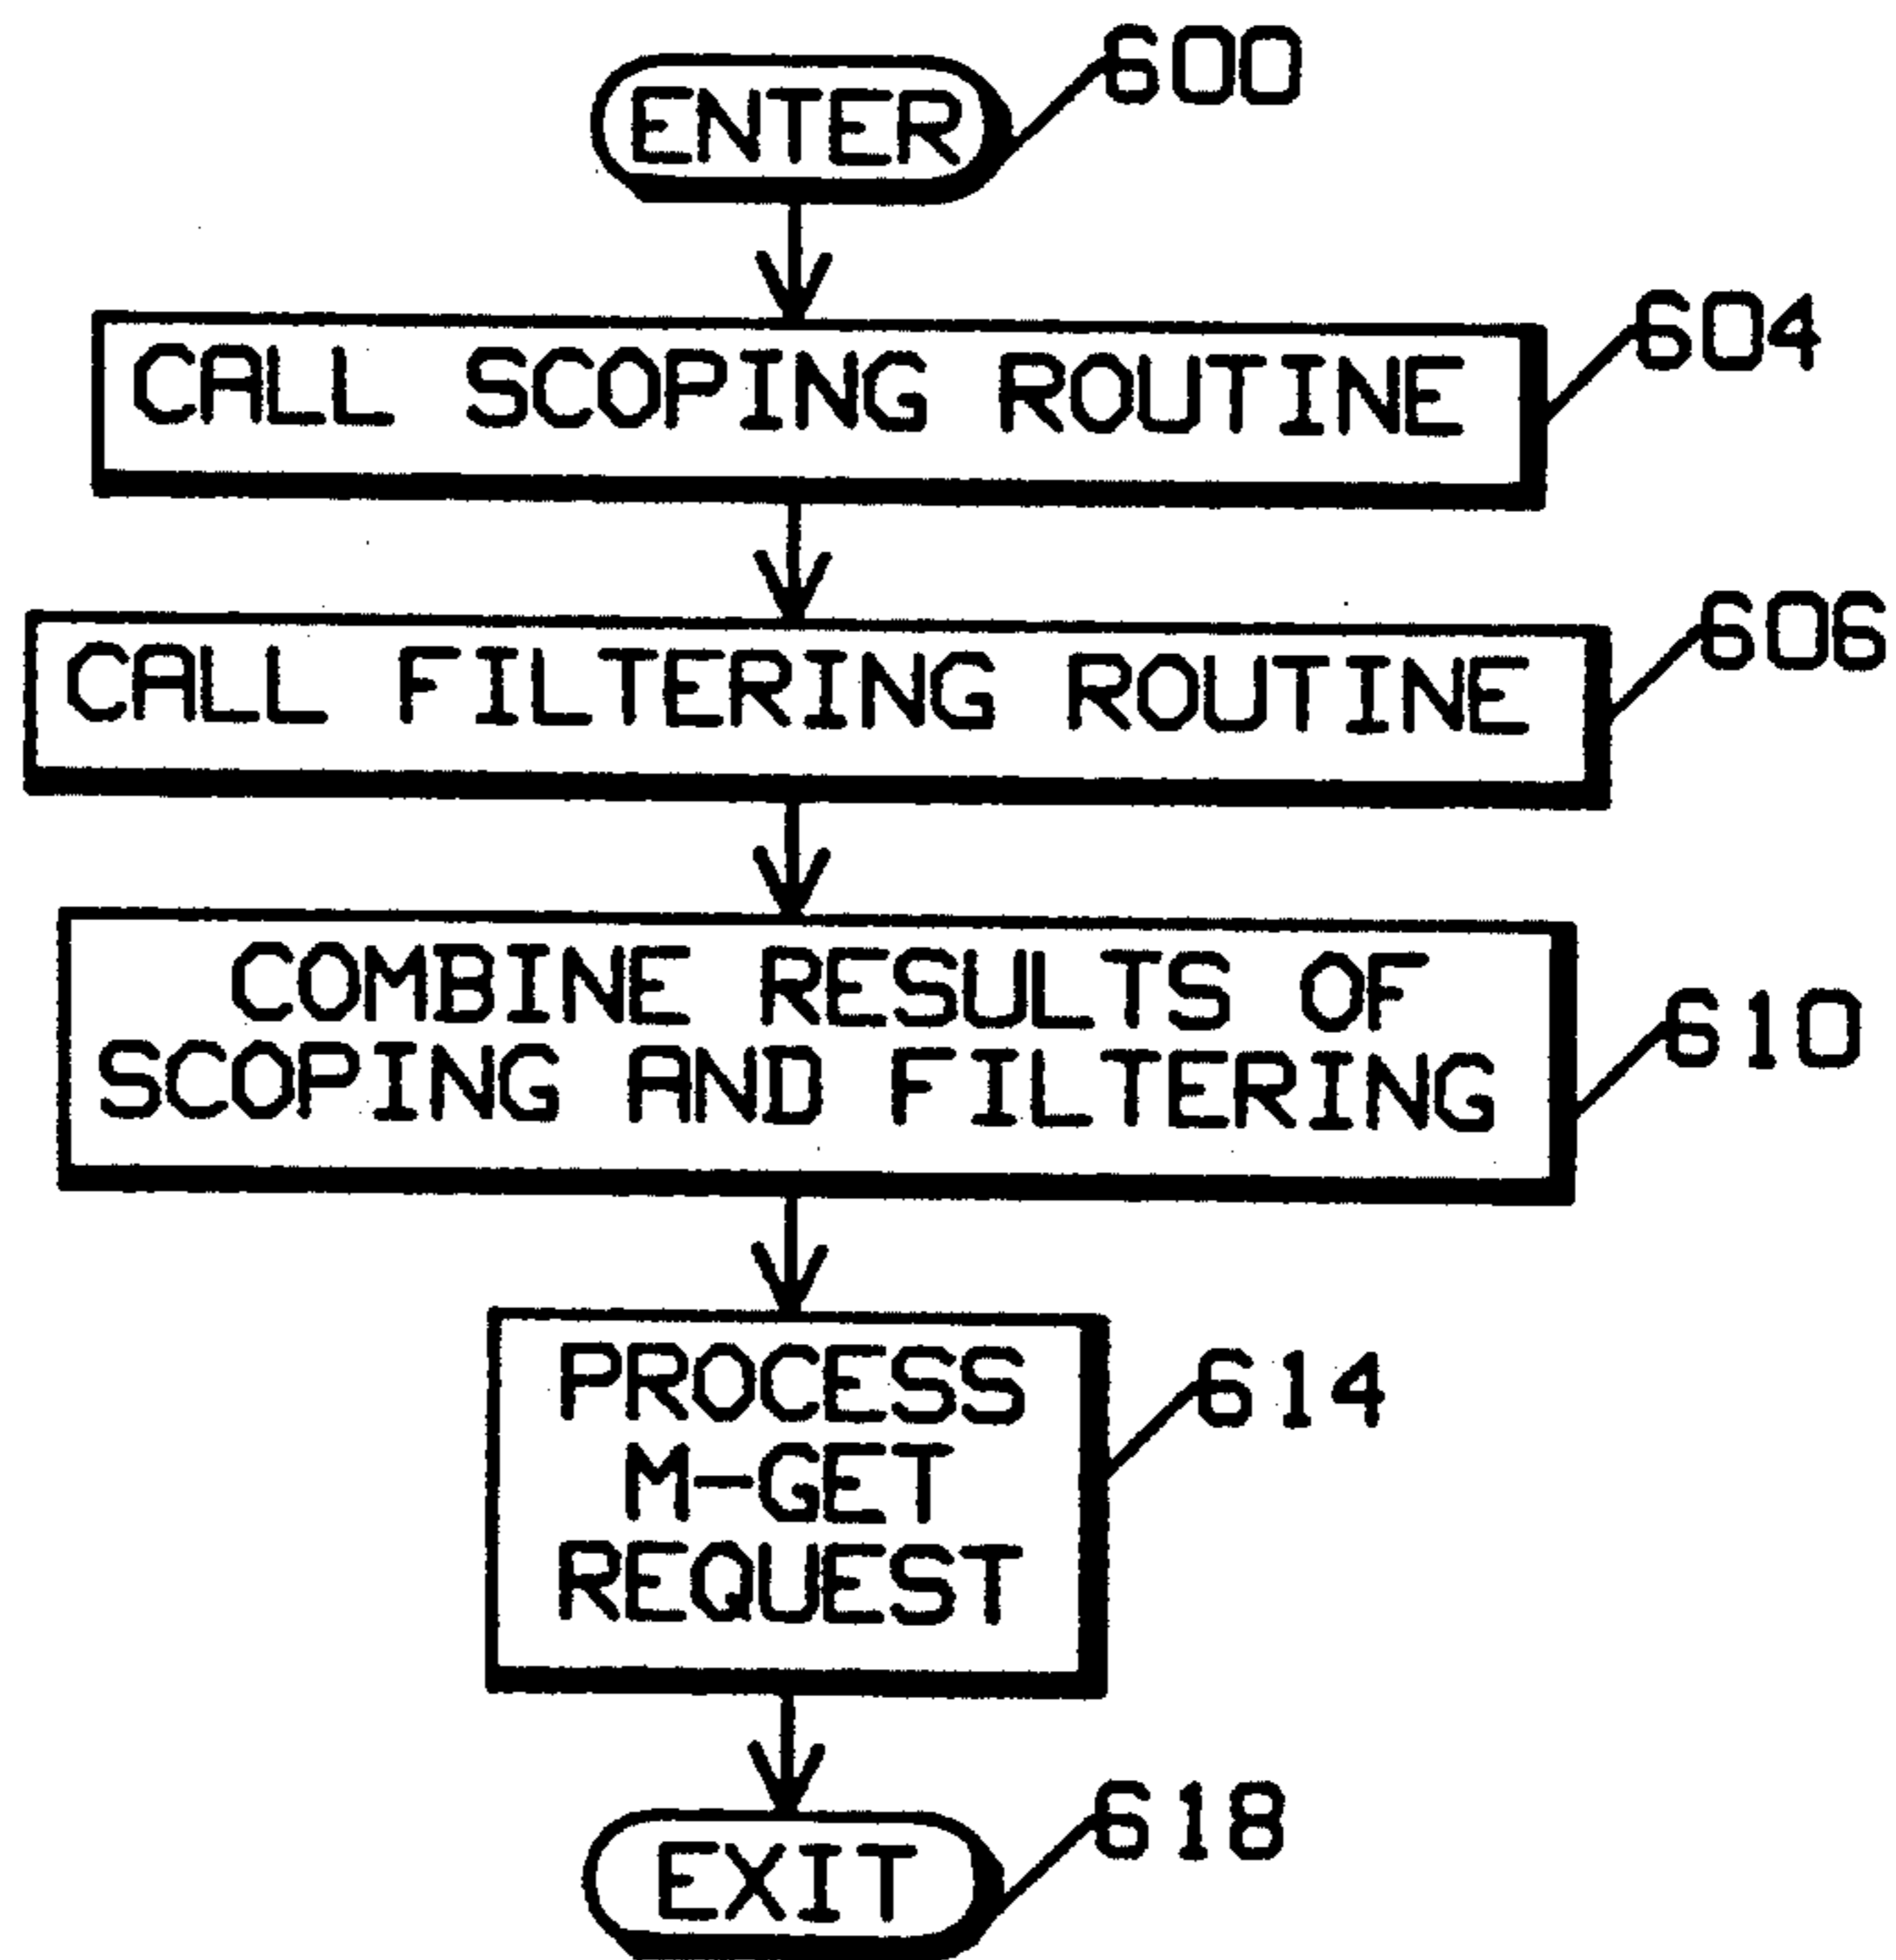 ENTER
600
CALL SCOPING ROUTINE
604
CALL FILTERING ROUTINE
606
COMBINE RESULTS OF
SCOPING AND FILTERING
610
PROCESS
M-GET
REQUEST
614
EXIT
618